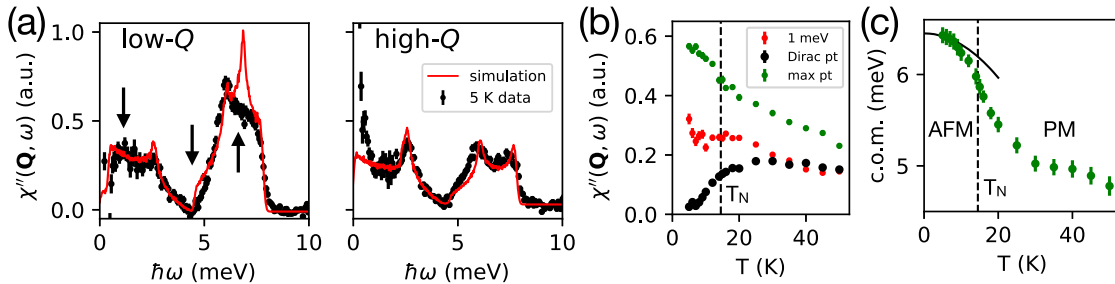 (a)
low-Q
χ″(Q, ω) (a.u.)
1.0
0.5
0.0
0
5
10
ħω (meV)
high-Q
simulation
5 K data
0
5
10
ħω (meV)
(b)
χ″(Q, ω) (a.u.)
0.6
0.4
0.2
0.0
1 meV
Dirac pt
max pt
T_N
0
20
40
T (K)
(c)
c.o.m. (meV)
6
5
AFM
PM
T_N
0
20
40
T (K)